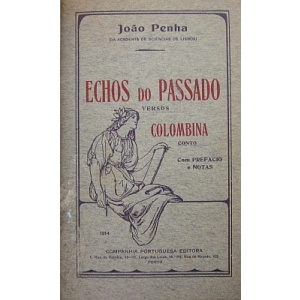 João Penha
(DA ACADEMIA DE SCIENCIAS DE LISBOA)
ECHOS DO PASSADO
VERSOS
COLOMBINA
CONTO
Com PREFACIO
e NOTAS
1914
COMPANHIA PORTUGUESA EDITORA
PORTO